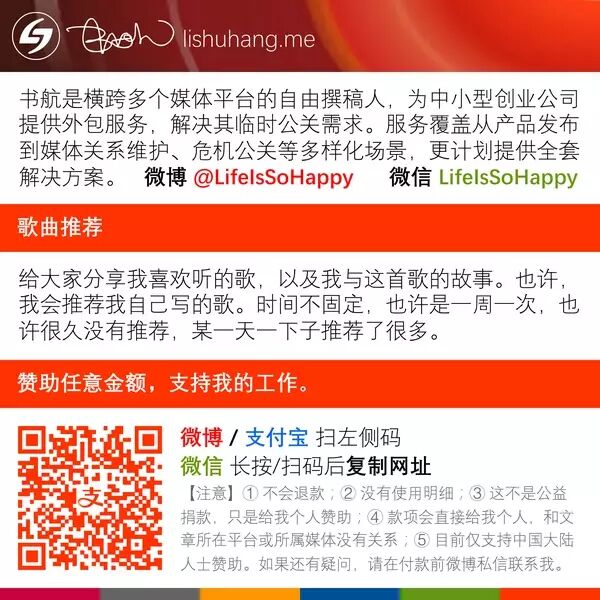 lishuhang.me
书航是横跨多个媒体平台的自由撰稿人，为中小型创业公司
提供外包服务，解决其临时公关需求。服务覆盖从产品发布
到媒体关系维护、危机公关等多样化场景，更计划提供全套
解决方案。 微博 @LifeIsSoHappy 微信 LifeIsSoHappy
歌曲推荐
给大家分享我喜欢听的歌，以及我与这首歌的故事。也许，
我会推荐我自己写的歌。时间不固定，也许是一周一次，也
许很久没有推荐，某一天一下子推荐了很多。
赞助任意金额，支持我的工作。
微博 / 支付宝 扫左侧码
微信 长按/扫码后复制网址
【注意】① 不会退款；② 没有使用明细；③ 这不是公益
捐款，只是给我个人赞助；④ 款项会直接给我个人，和文
章所在平台或所属媒体没有关系；⑤ 目前仅支持中国大陆
人士赞助。如果还有疑问，请在付款前微博私信联系我。
支